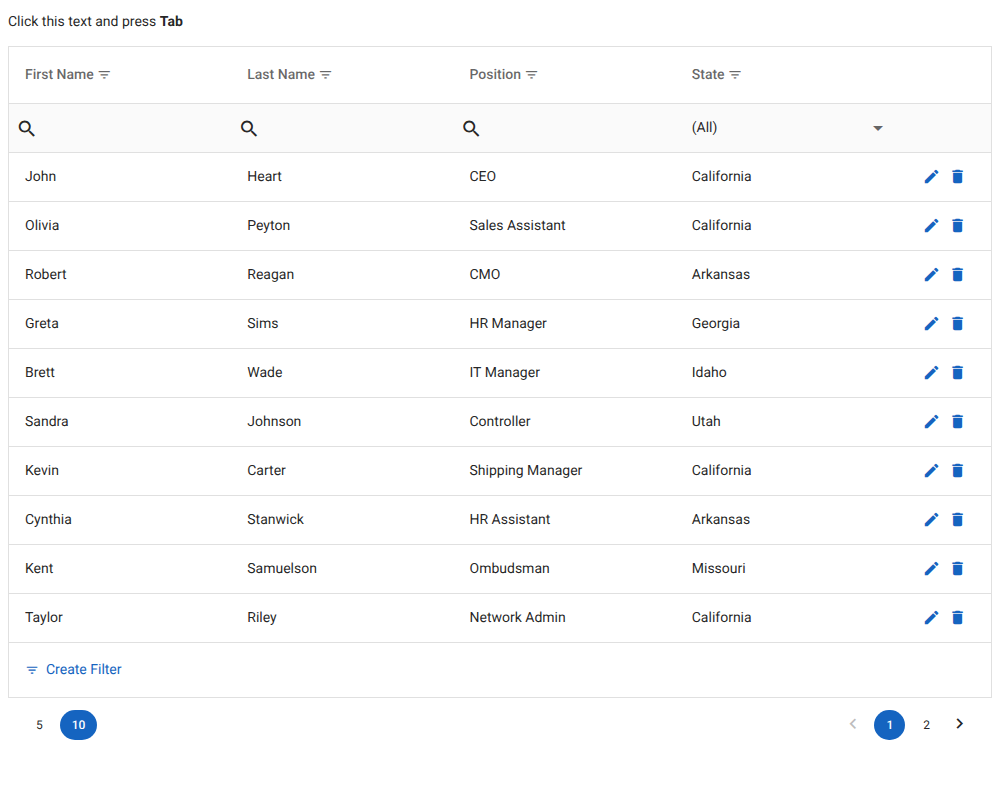 Click this text and press Tab
First Name Last Name Position State
(All)
John Heart CEO California
Olivia Peyton Sales Assistant California
Robert Reagan CMO Arkansas
Greta Sims HR Manager Georgia
Brett Wade IT Manager Idaho
Sandra Johnson Controller Utah
Kevin Carter Shipping Manager California
Cynthia Stanwick HR Assistant Arkansas
Kent Samuelson Ombudsman Missouri
Taylor Riley Network Admin California
Create Filter
5 10 1 2